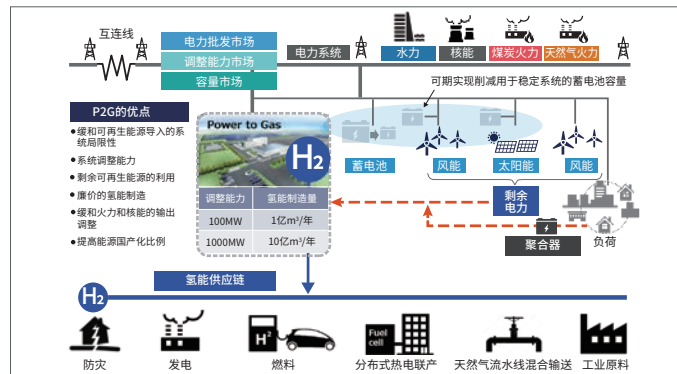 互连线
电力批发市场
调整能力市场
容量市场
电力系统
水力
核能
煤炭火力
天然气火力
可期实现削减用于稳定系统的蓄电池容量
P2G的优点
●缓和可再生能源导入的系
统局限性
●系统调整能力
●剩余可再生能源的利用
●廉价的氢能制造
●缓和火力和核能的输出
调整
●提高能源国产化比例
Power to Gas
H₂
调整能力 氢能制造量
100MW 1亿m³/年
1000MW 10亿m³/年
蓄电池
风能
太阳能
风能
剩余
电力
聚合器
负荷
氢能供应链
H₂
H²
Fuel
cell
防灾
发电
燃料
分布式热电联产
天然气流水线混合输送
工业原料